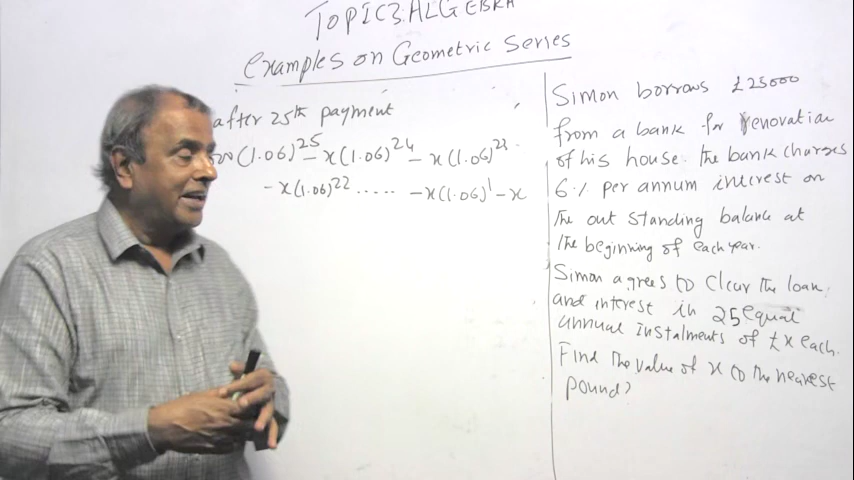 TOPIC3:ALGEBRA
Examples on Geometric Series
after 25th payment
500(1.06)^25 - x(1.06)^24 - x(1.06)^23
- x(1.06)^22 ..... - x(1.06)^1 - x
Simon borrows £25000
from a bank for renovation
of his house. The bank charges
6% per annum interest on
the out standing balance at
the beginning of each year.
Simon agrees to clear the loan,
and interest in 25 equal
annual instalments of £x each.
Find the value of x to the nearest
pound?